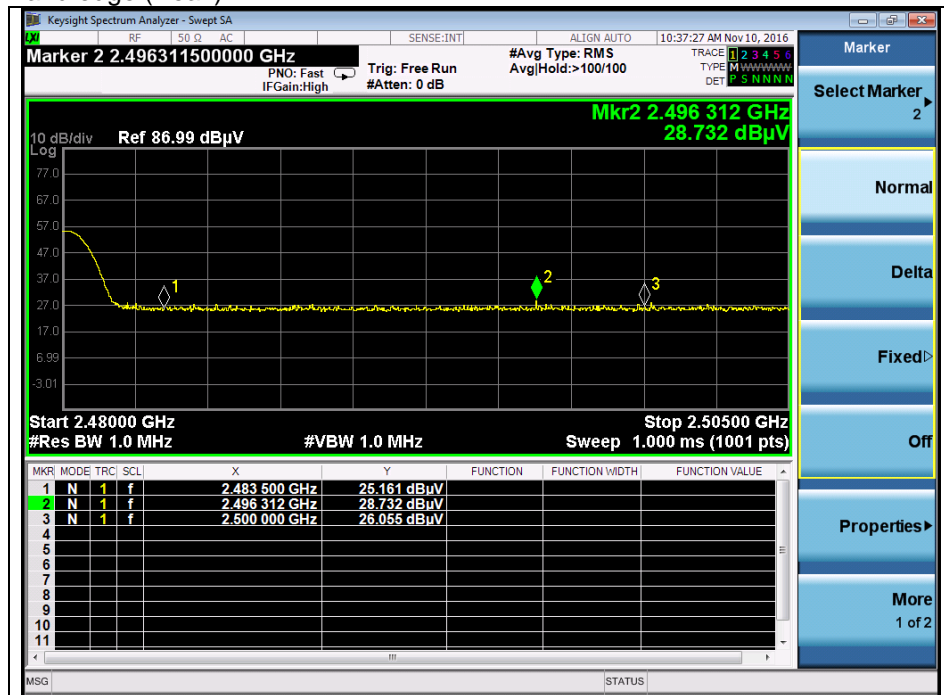 Keysight Spectrum Analyzer - Swept SA
LXI RF 50 Ω AC SENSE:INT ALIGN AUTO 10:37:27 AM Nov 10, 2016
Marker 2 2.496311500000 GHz
PNO: Fast
IFGain:High
Trig: Free Run
#Atten: 0 dB
#Avg Type: RMS
Avg|Hold:>100/100
TRACE 1 2 3 4 5 6
TYPE M WWWWW
DET P S NNNN
Mkr2 2.496 312 GHz
28.732 dBµV
10 dB/div Ref 86.99 dBµV
Log
77.0
67.0
57.0
47.0
37.0
27.0
17.0
6.99
-3.01
1
2
3
Start 2.48000 GHz Stop 2.50500 GHz
#Res BW 1.0 MHz #VBW 1.0 MHz Sweep 1.000 ms (1001 pts)
MKR MODE TRC SCL X Y FUNCTION FUNCTION WIDTH FUNCTION VALUE
1 N 1 f 2.483 500 GHz 25.161 dBµV
2 N 1 f 2.496 312 GHz 28.732 dBµV
3 N 1 f 2.500 000 GHz 26.055 dBµV
4
5
6
7
8
9
10
11
MSG STATUS
Marker
Select Marker
2
Normal
Delta
Fixed
Off
Properties
More
1 of 2